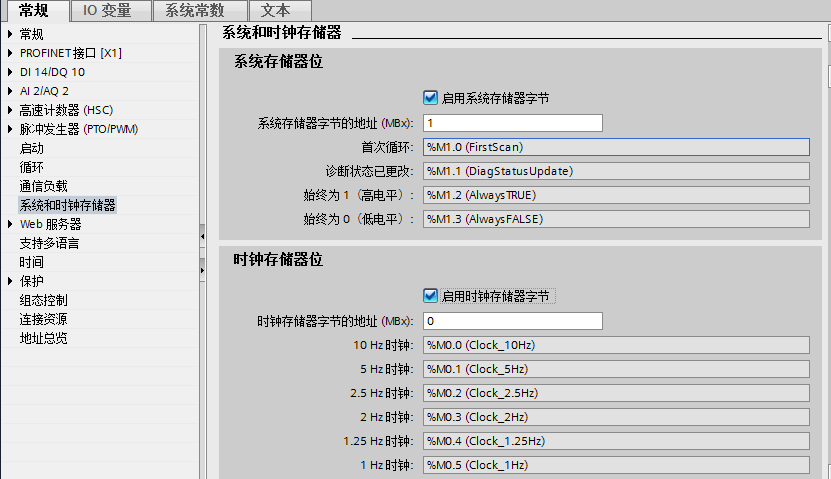 常规
IO 变量
系统常数
文本
常规
PROFINET接口 [X1]
DI 14/DQ 10
AI 2/AQ 2
高速计数器 (HSC)
脉冲发生器 (PTO/PWM)
启动
循环
通信负载
系统和时钟存储器
Web 服务器
支持多语言
时间
保护
组态控制
连接资源
地址总览
系统和时钟存储器
系统存储器位
启用系统存储器字节
系统存储器字节的地址 (MBx): 1
首次循环: %M1.0 (FirstScan)
诊断状态已更改: %M1.1 (DiagStatusUpdate)
始终为 1（高电平）: %M1.2 (AlwaysTRUE)
始终为 0（低电平）: %M1.3 (AlwaysFALSE)
时钟存储器位
启用时钟存储器字节
时钟存储器字节的地址 (MBx): 0
10 Hz 时钟: %M0.0 (Clock_10Hz)
5 Hz 时钟: %M0.1 (Clock_5Hz)
2.5 Hz 时钟: %M0.2 (Clock_2.5Hz)
2 Hz 时钟: %M0.3 (Clock_2Hz)
1.25 Hz 时钟: %M0.4 (Clock_1.25Hz)
1 Hz 时钟: %M0.5 (Clock_1Hz)